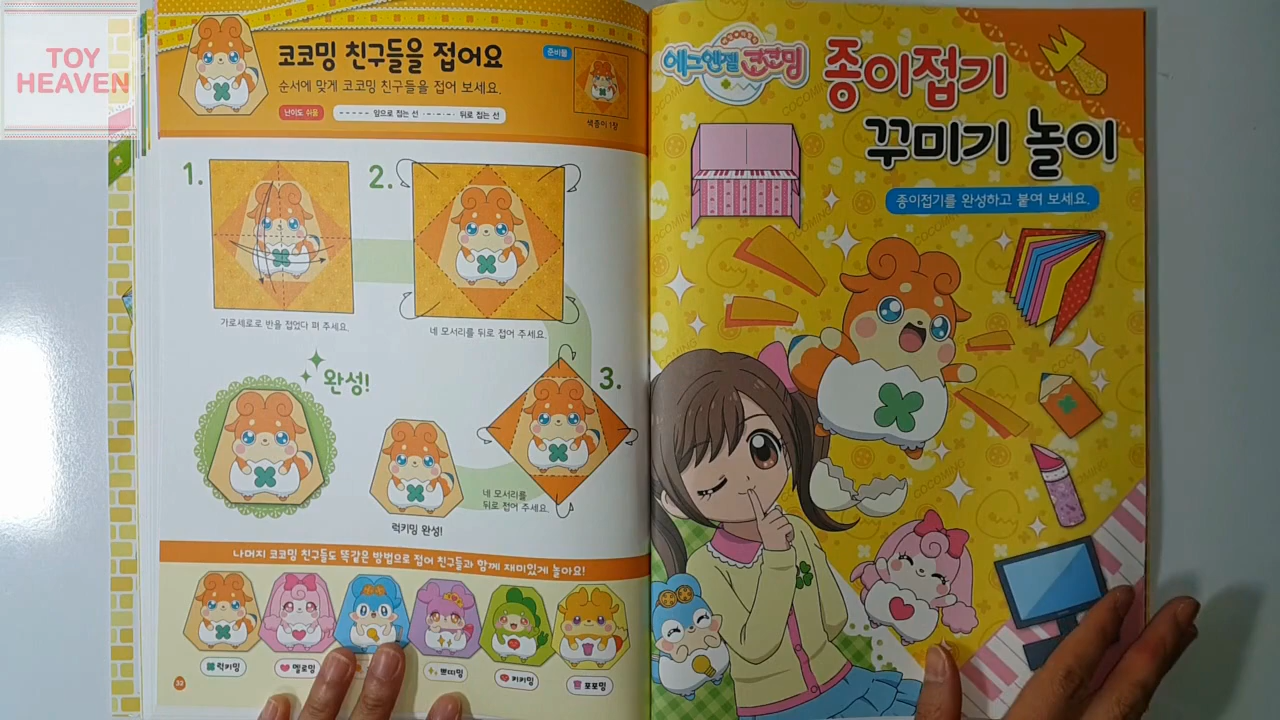 TOY
HEAVEN
코코밍 친구들을 접어요
순서에 맞게 코코밍 친구들을 접어 보세요.
난이도 쉬움
앞으로 접는 선
뒤로 접는 선
준비물
색종이 1장
1.
가로세로로 반을 접었다 펴 주세요.
2.
네 모서리를 뒤로 접어 주세요.
3.
네 모서리를
뒤로 접어 주세요.
완성!
럭키밍 완성!
나머지 코코밍 친구들도 똑같은 방법으로 접어 친구들과 함께 재미있게 놀아요!
럭키밍
멜로밍
쁘띠밍
키키밍
포포밍
32
에그엔젤 코코밍
종이접기
꾸미기 놀이
종이접기를 완성하고 붙여 보세요.
COCOMING
COCOMING
COCOMING
COCOMING
COCOMING